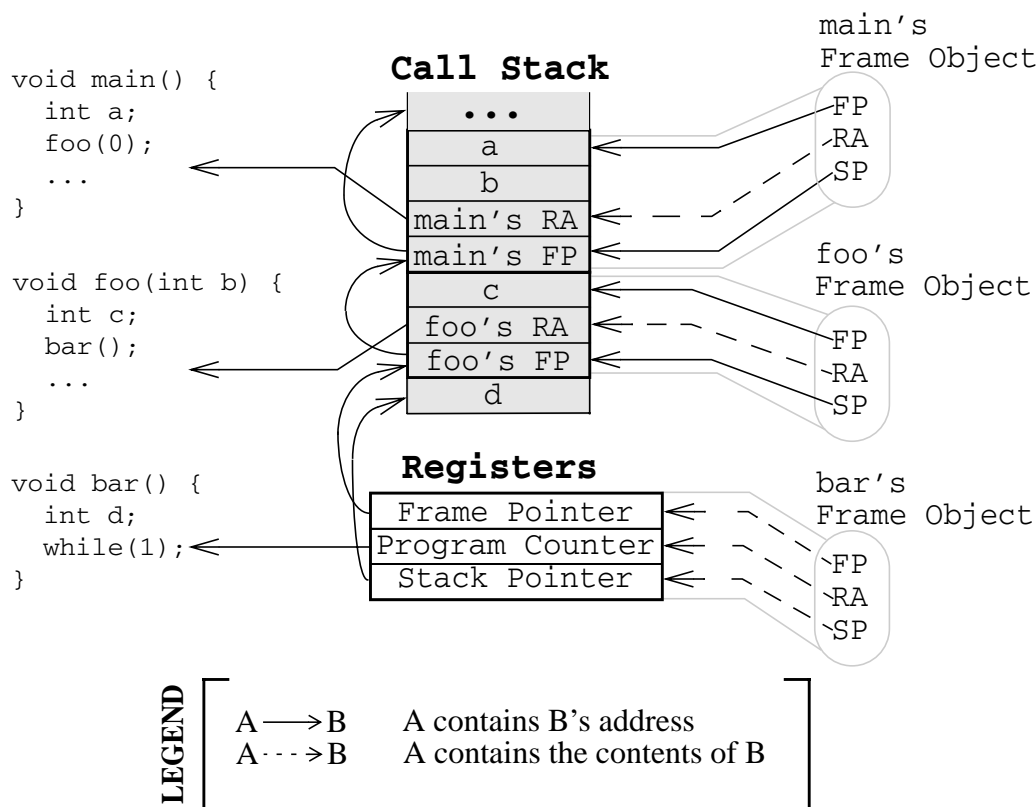 void main() {
int a;
foo(0);
...
}
void foo(int b) {
int c;
bar();
...
}
void bar() {
int d;
while(1);
}
Call Stack
...
a
b
main's RA
main's FP
c
foo's RA
foo's FP
d
Registers
Frame Pointer
Program Counter
Stack Pointer
main's
Frame Object
FP
RA
SP
foo's
Frame Object
FP
RA
SP
bar's
Frame Object
FP
RA
SP
LEGEND
A B A contains B's address
A B A contains the contents of B